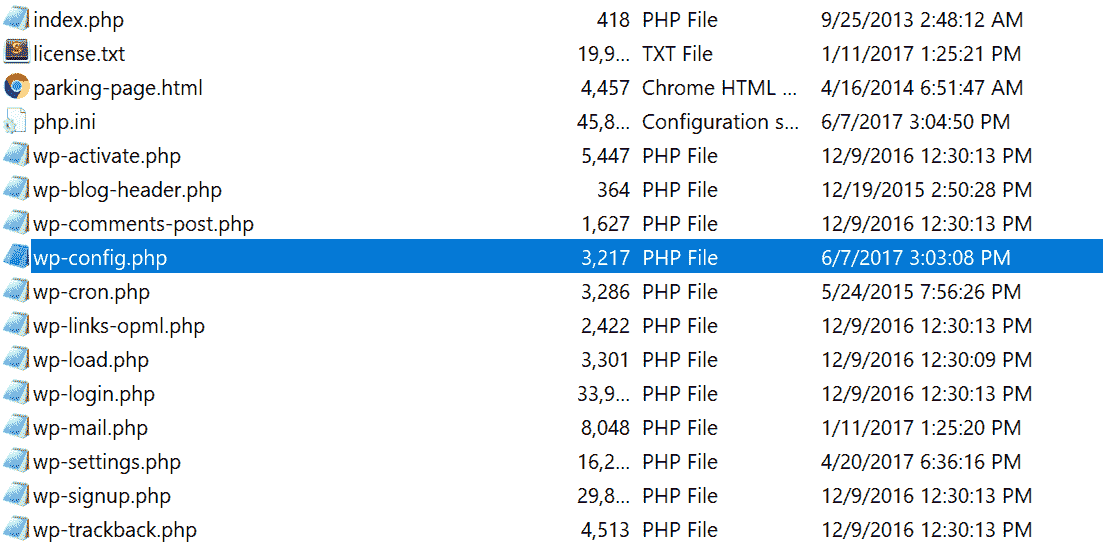 index.php 418 PHP File 9/25/2013 2:48:12 AM
license.txt 19,9... TXT File 1/11/2017 1:25:21 PM
parking-page.html 4,457 Chrome HTML ... 4/16/2014 6:51:47 AM
php.ini 45,8... Configuration s... 6/7/2017 3:04:50 PM
wp-activate.php 5,447 PHP File 12/9/2016 12:30:13 PM
wp-blog-header.php 364 PHP File 12/19/2015 2:50:28 PM
wp-comments-post.php 1,627 PHP File 12/9/2016 12:30:13 PM
wp-config.php 3,217 PHP File 6/7/2017 3:03:08 PM
wp-cron.php 3,286 PHP File 5/24/2015 7:56:26 PM
wp-links-opml.php 2,422 PHP File 12/9/2016 12:30:13 PM
wp-load.php 3,301 PHP File 12/9/2016 12:30:09 PM
wp-login.php 33,9... PHP File 12/9/2016 12:30:13 PM
wp-mail.php 8,048 PHP File 1/11/2017 1:25:20 PM
wp-settings.php 16,2... PHP File 4/20/2017 6:36:16 PM
wp-signup.php 29,8... PHP File 12/9/2016 12:30:13 PM
wp-trackback.php 4,513 PHP File 12/9/2016 12:30:13 PM